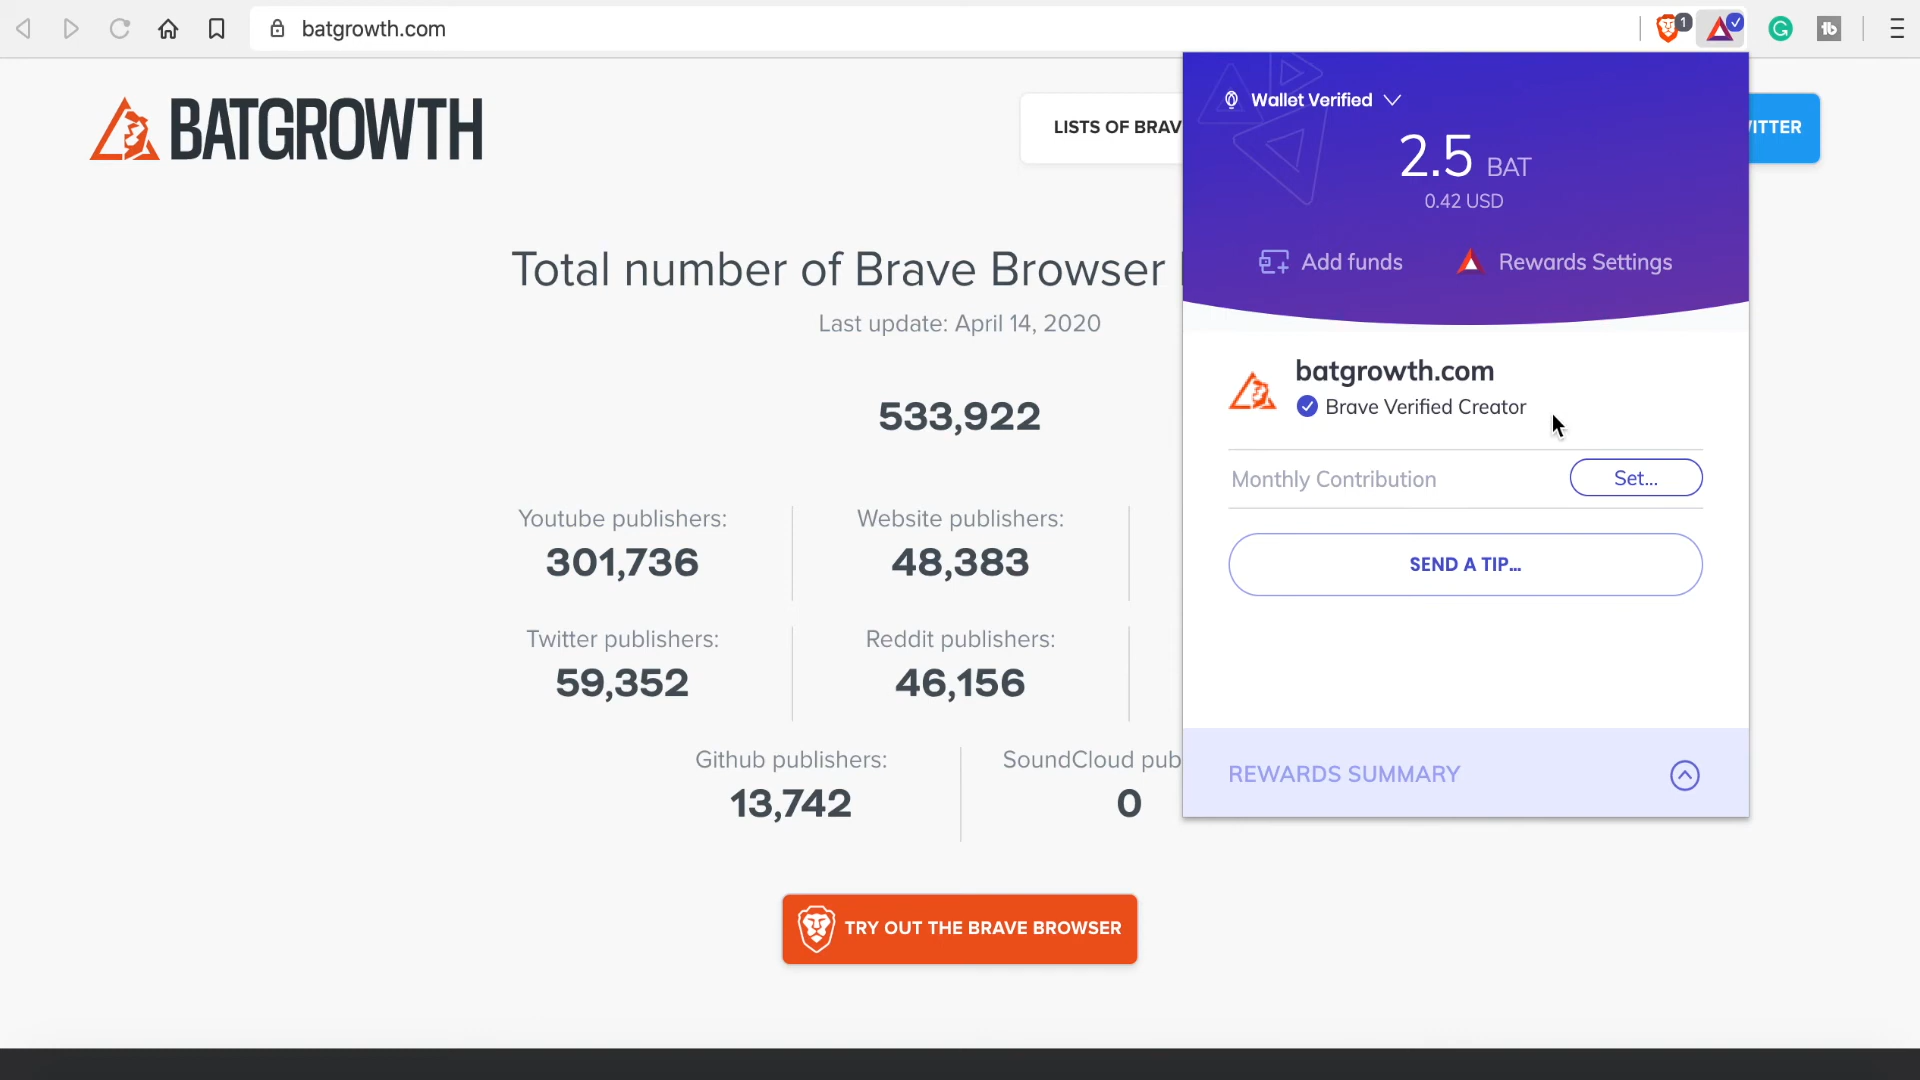 batgrowth.com
1
BATGROWTH
LISTS OF BRAV
ITTER
Total number of Brave Browser
Last update: April 14, 2020
533,922
Youtube publishers:
301,736
Website publishers:
48,383
Twitter publishers:
59,352
Reddit publishers:
46,156
Github publishers:
13,742
SoundCloud pub
0
TRY OUT THE BRAVE BROWSER
Wallet Verified
2.5 BAT
0.42 USD
Add funds
Rewards Settings
batgrowth.com
Brave Verified Creator
Monthly Contribution
Set...
SEND A TIP...
REWARDS SUMMARY